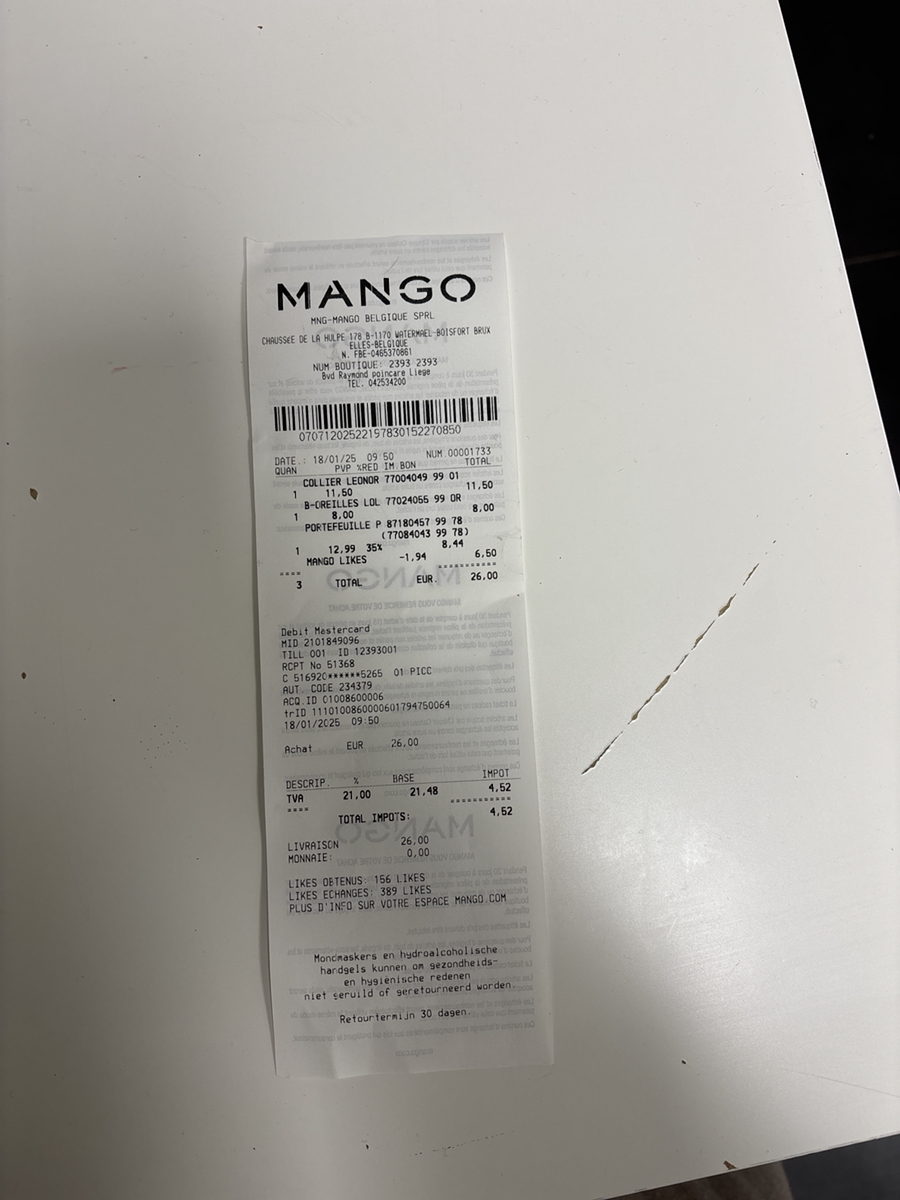 MANGO
MNG-MANGO BELGIQUE SPRL
CHAUSSéE DE LA HULPE 178 B-1170 WATERMAEL-BOISFORT BRUX
ELLES-BELGIQUE
N. FBE-0465370861
NUM BOUTIQUE: 2393 2393
Bvd Raymond poincare Liege
TEL. 042534200
07071202522197830152270850
DATE.: 18/01/25 09:50 NUM.00001733
QUAN PVP %RED IM.BON TOTAL
COLLIER LEONOR 77004049 99 01
1 11,50 11,50
B-OREILLES LOL 77024055 99 OR
1 8,00 8,00
PORTEFEUILLE P 87180457 99 78
(77084043 99 78)
1 12,99 35% 8,44
MANGO LIKES -1,94 6,50
==== ===========
3 TOTAL EUR. 26,00
Debit Mastercard
MID 2101849096
TILL 001 ID 12393001
RCPT No 51368
C 516920******5265 01 PICC
AUT. CODE 234379
ACQ.ID 01008600006
trID 1110100860000601794750064
18/01/2025 09:50
Achat EUR 26,00
DESCRIP. % BASE IMPOT
TVA 21,00 21,48 4,52
==== ===========
TOTAL IMPOTS: 4,52
LIVRAISON 26,00
MONNAIE: 0,00
LIKES OBTENUS: 156 LIKES
LIKES ECHANGES: 389 LIKES
PLUS D'INFO SUR VOTRE ESPACE MANGO.COM
Mondmaskers en hydroalcoholische
handgels kunnen om gezondheids-
en hygienische redenen
niet geruild of geretourneerd worden.
Retourtermijn 30 dagen.